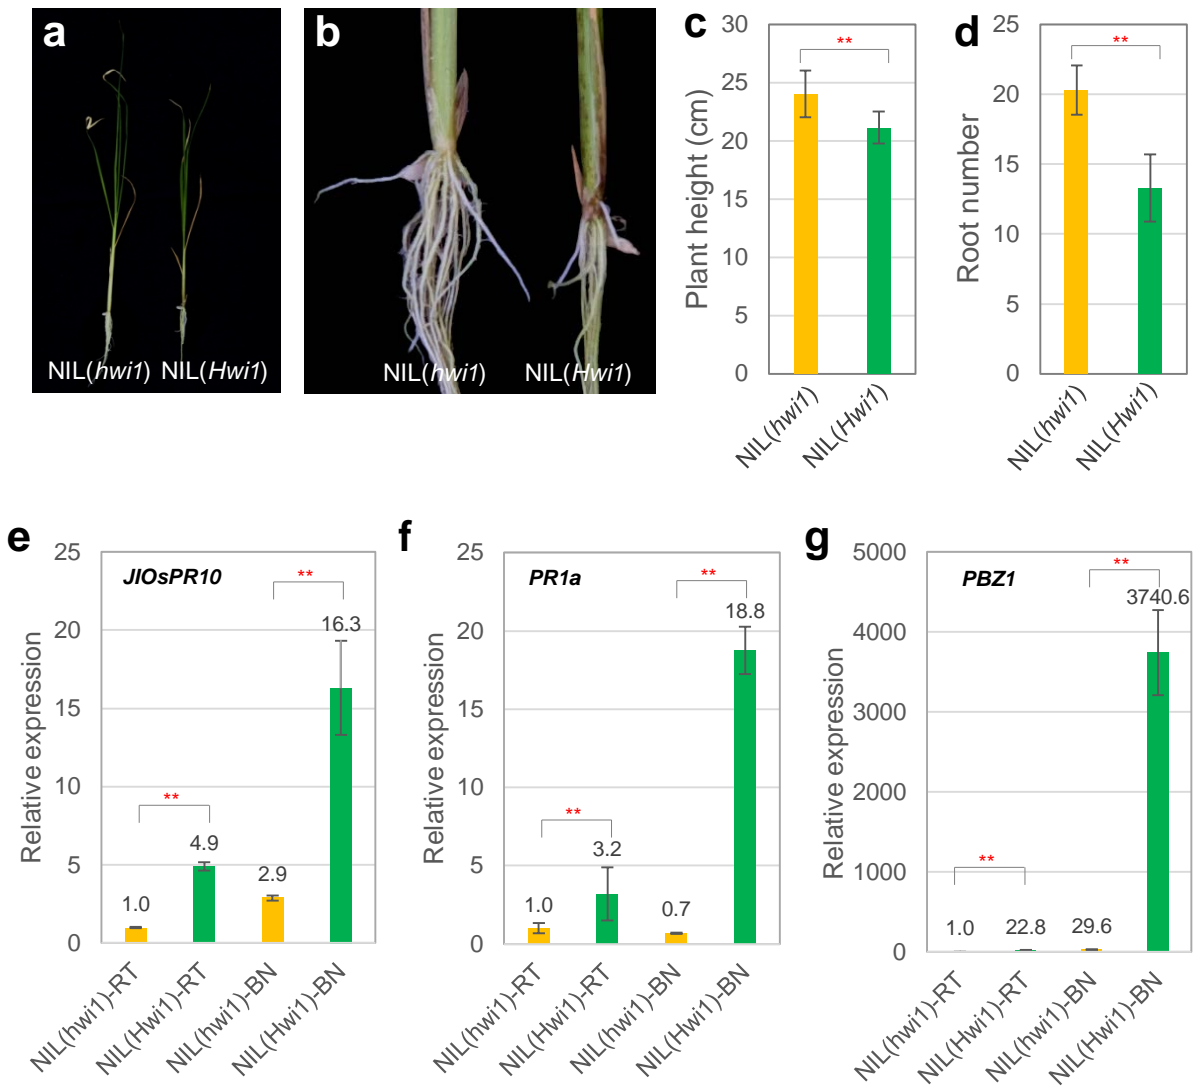 a
NIL(hwi1) NIL(Hwi1)
b
NIL(hwi1) NIL(Hwi1)
c
Plant height (cm)
30
25
20
15
10
5
0
**
NIL(hwi1)
NIL(Hwi1)
d
Root number
25
20
15
10
5
0
**
NIL(hwi1)
NIL(Hwi1)
e
JIOsPR10
Relative expression
25
20
15
10
5
0
**
**
1.0
4.9
2.9
16.3
NIL(hwi1)-RT
NIL(Hwi1)-RT
NIL(hwi1)-BN
NIL(Hwi1)-BN
f
PR1a
Relative expression
25
20
15
10
5
0
**
**
1.0
3.2
0.7
18.8
NIL(hwi1)-RT
NIL(Hwi1)-RT
NIL(hwi1)-BN
NIL(Hwi1)-BN
g
PBZ1
Relative expression
5000
4000
3000
2000
1000
0
**
**
1.0
22.8
29.6
3740.6
NIL(hwi1)-RT
NIL(Hwi1)-RT
NIL(hwi1)-BN
NIL(Hwi1)-BN